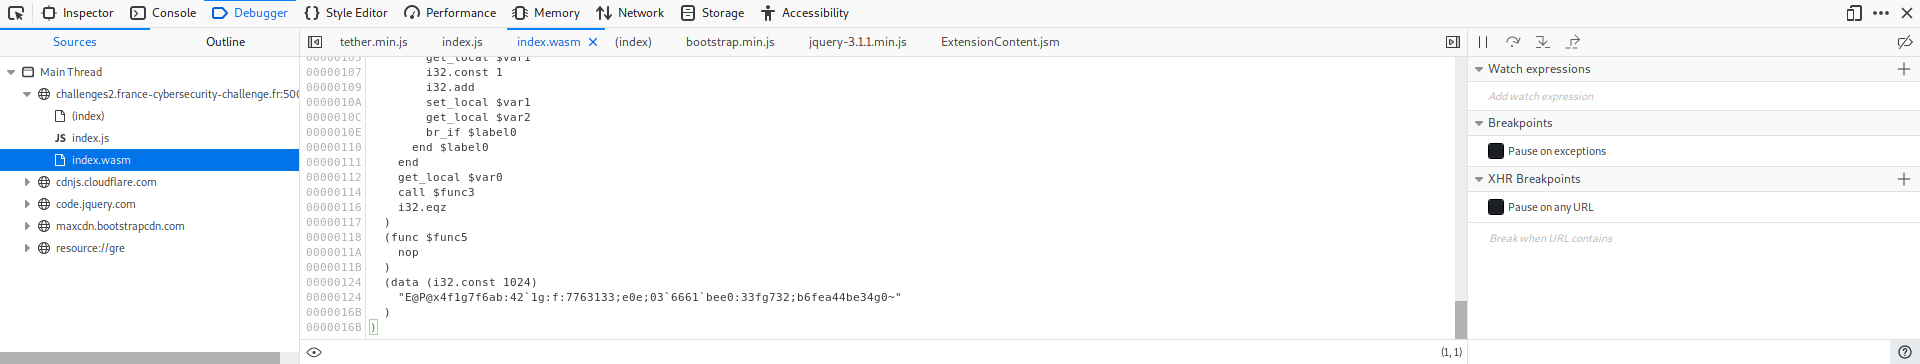 Inspector Console Debugger Style Editor Performance Memory Network Storage Accessibility
Sources Outline
Main Thread
challenges2.france-cybersecurity-challenge.fr:500
(index)
JS index.js
index.wasm
cdnjs.cloudflare.com
code.jquery.com
maxcdn.bootstrapcdn.com
resource://gre
tether.min.js index.js index.wasm (index) bootstrap.min.js jquery-3.1.1.min.js ExtensionContent.jsm
00000105 get_local $var1
00000107 i32.const 1
00000109 i32.add
0000010A set_local $var1
0000010C get_local $var2
0000010E br_if $label0
00000110 end $label0
00000111 end
00000112 get_local $var0
00000114 call $func3
00000116 i32.eqz
00000117 )
00000118 (func $func5
0000011A nop
0000011B )
00000124 (data (i32.const 1024)
00000124 "E@P@x4f1g7f6ab:42`1g:f:7763133;e0e;03`6661`bee0:33fg732;b6fea44be34g0~"
0000016B )
0000016B )
(1, 1)
Watch expressions
Add watch expression
Breakpoints
Pause on exceptions
XHR Breakpoints
Pause on any URL
Break when URL contains